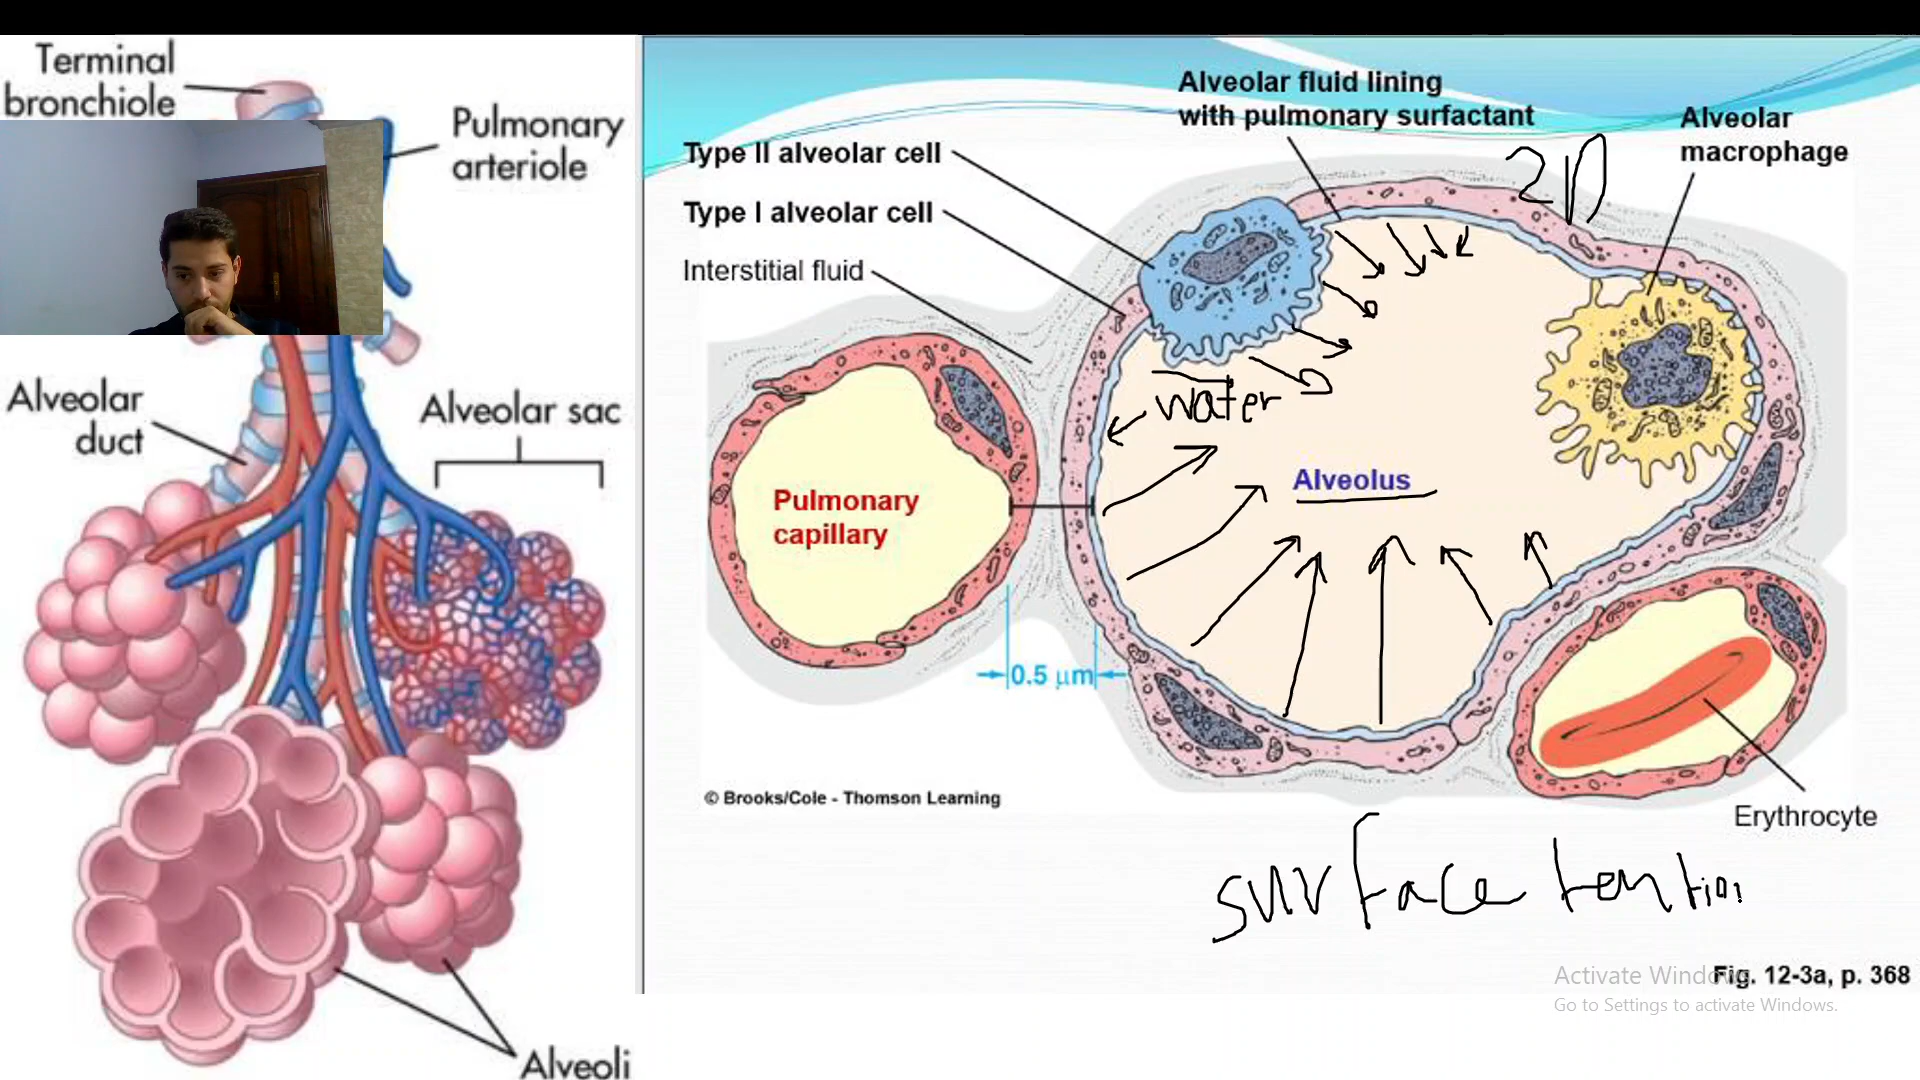 Terminal
bronchiole
Pulmonary
arteriole
Alveolar
duct
Alveolar sac
Alveoli
Alveolar fluid lining
with pulmonary surfactant
Alveolar
macrophage
Type II alveolar cell
Type I alveolar cell
Interstitial fluid
water
Alveolus
Pulmonary
capillary
0.5 µm
© Brooks/Cole - Thomson Learning
Erythrocyte
surface tention
Fig. 12-3a, p. 368
Activate Windows
Go to Settings to activate Windows.